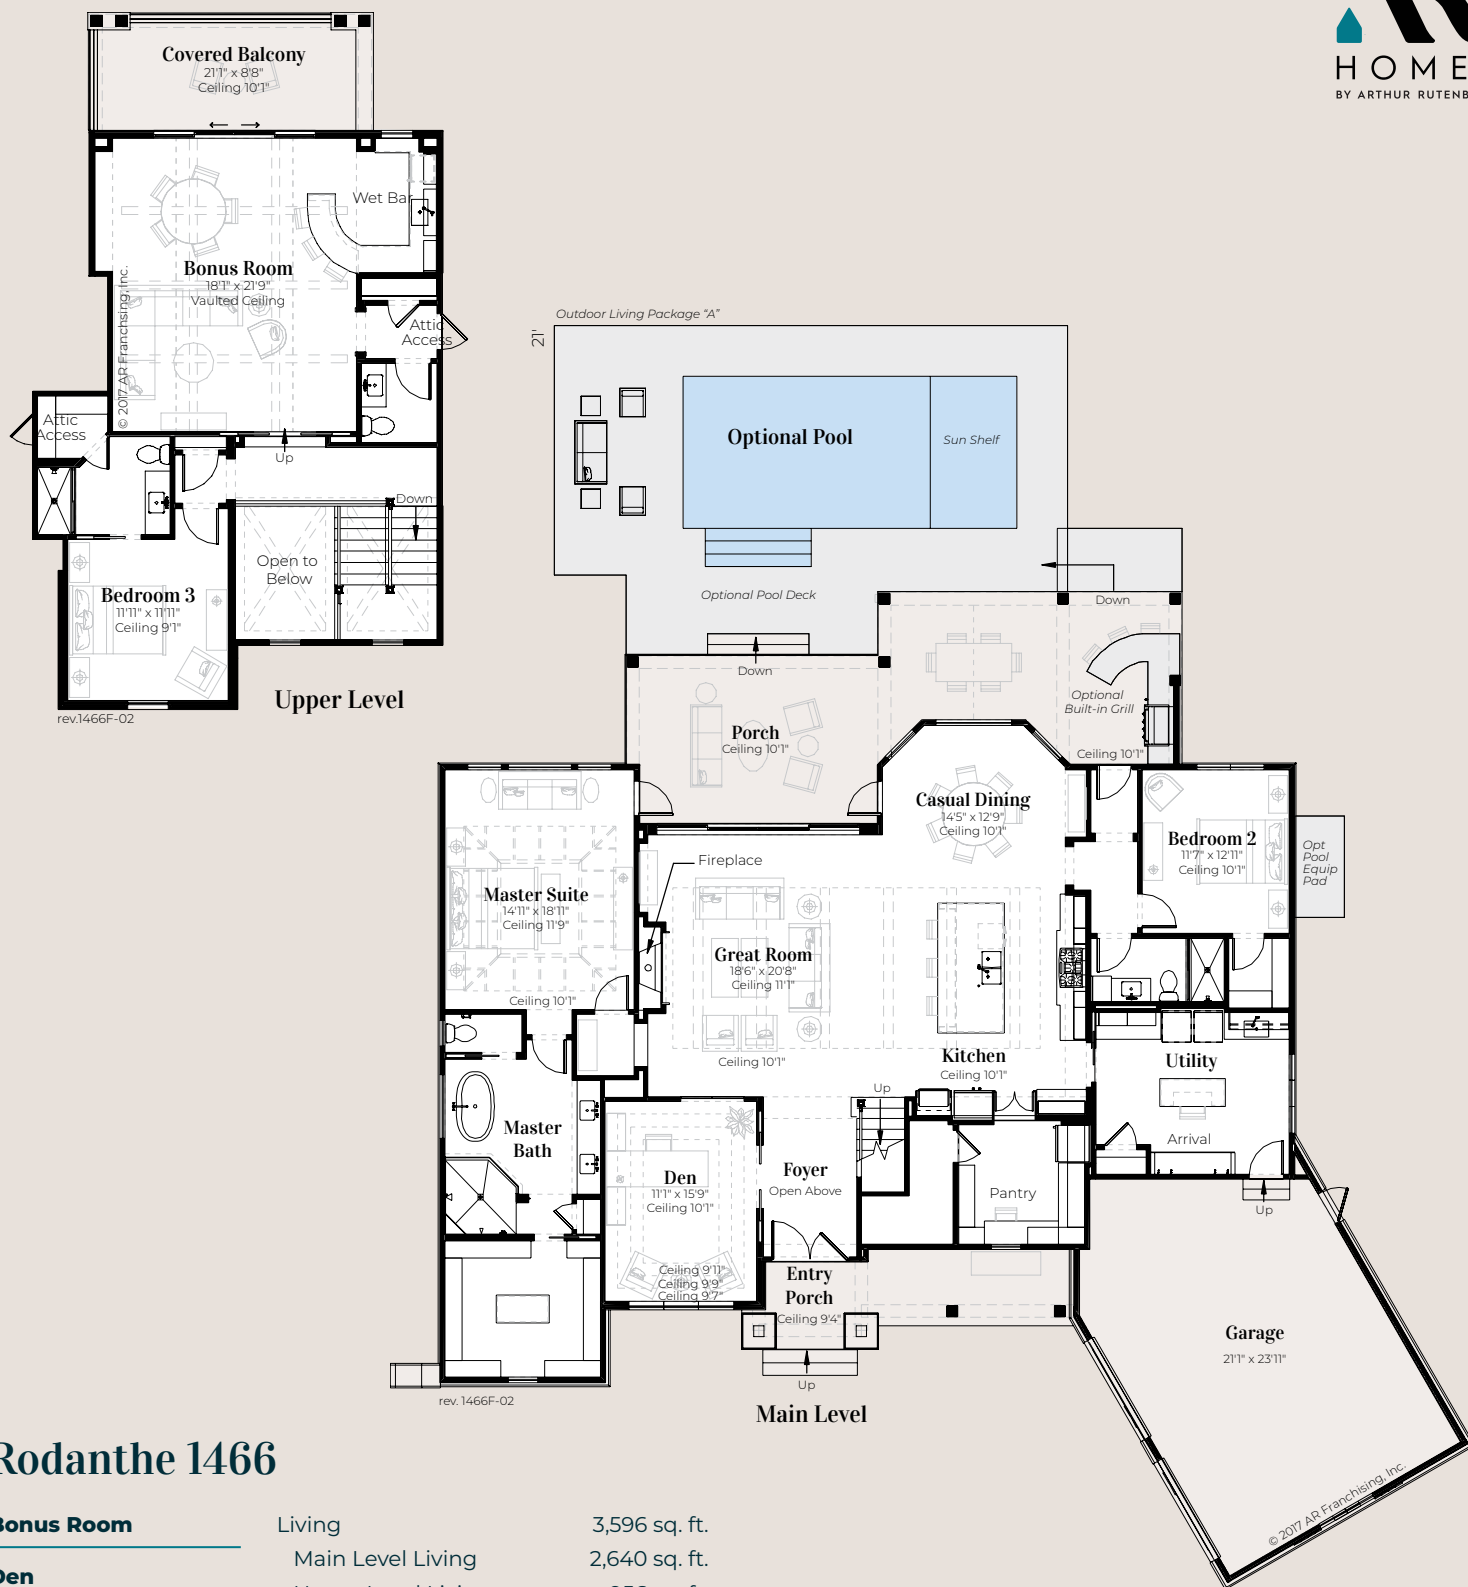 HOME
BY ARTHUR RUTENB
Covered Balcony
21'1" x 8'8"
Ceiling 10'1"
Wet Bar
Bonus Room
18'1" x 21'9"
Vaulted Ceiling
© 2017 AR Franchsing, Inc.
Attic
Access
Attic
Access
Up
Down
Open to
Below
Bedroom 3
11'11" x 11'11"
Ceiling 9'1"
Upper Level
rev.1466F-02
Outdoor Living Package “A”
21'
Optional Pool
Sun Shelf
Optional Pool Deck
Down
Down
Optional
Built-in Grill
Ceiling 10'1"
Porch
Ceiling 10'1"
Casual Dining
14'5" x 12'9"
Ceiling 10'1"
Bedroom 2
11'7" x 12'11"
Ceiling 10'1"
Opt
Pool
Equip
Pad
Fireplace
Master Suite
14'11" x 18'11"
Ceiling 11'9"
Ceiling 10'1"
Great Room
18'6" x 20'8"
Ceiling 11'1"
Ceiling 10'1"
Kitchen
Ceiling 10'1"
Utility
Arrival
Up
Master
Bath
Den
11'1" x 15'9"
Ceiling 10'1"
Ceiling 9'11"
Ceiling 9'9"
Ceiling 9'7"
Foyer
Open Above
Pantry
Up
Entry
Porch
Ceiling 9'4"
Up
Garage
21'1" x 23'11"
© 2017 AR Franchising, Inc.
rev. 1466F-02
Main Level
Rodanthe 1466
Bonus Room
Living 3,596 sq. ft.
Main Level Living 2,640 sq. ft.
Den